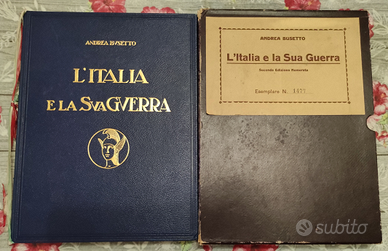 ANDREA BUSETTO
L'ITALIA
E LA SVA GVERRA
ANDREA BUSETTO
L'Italia e la Sua Guerra
Seconda Edizione Numerata
Esemplare N.
subito